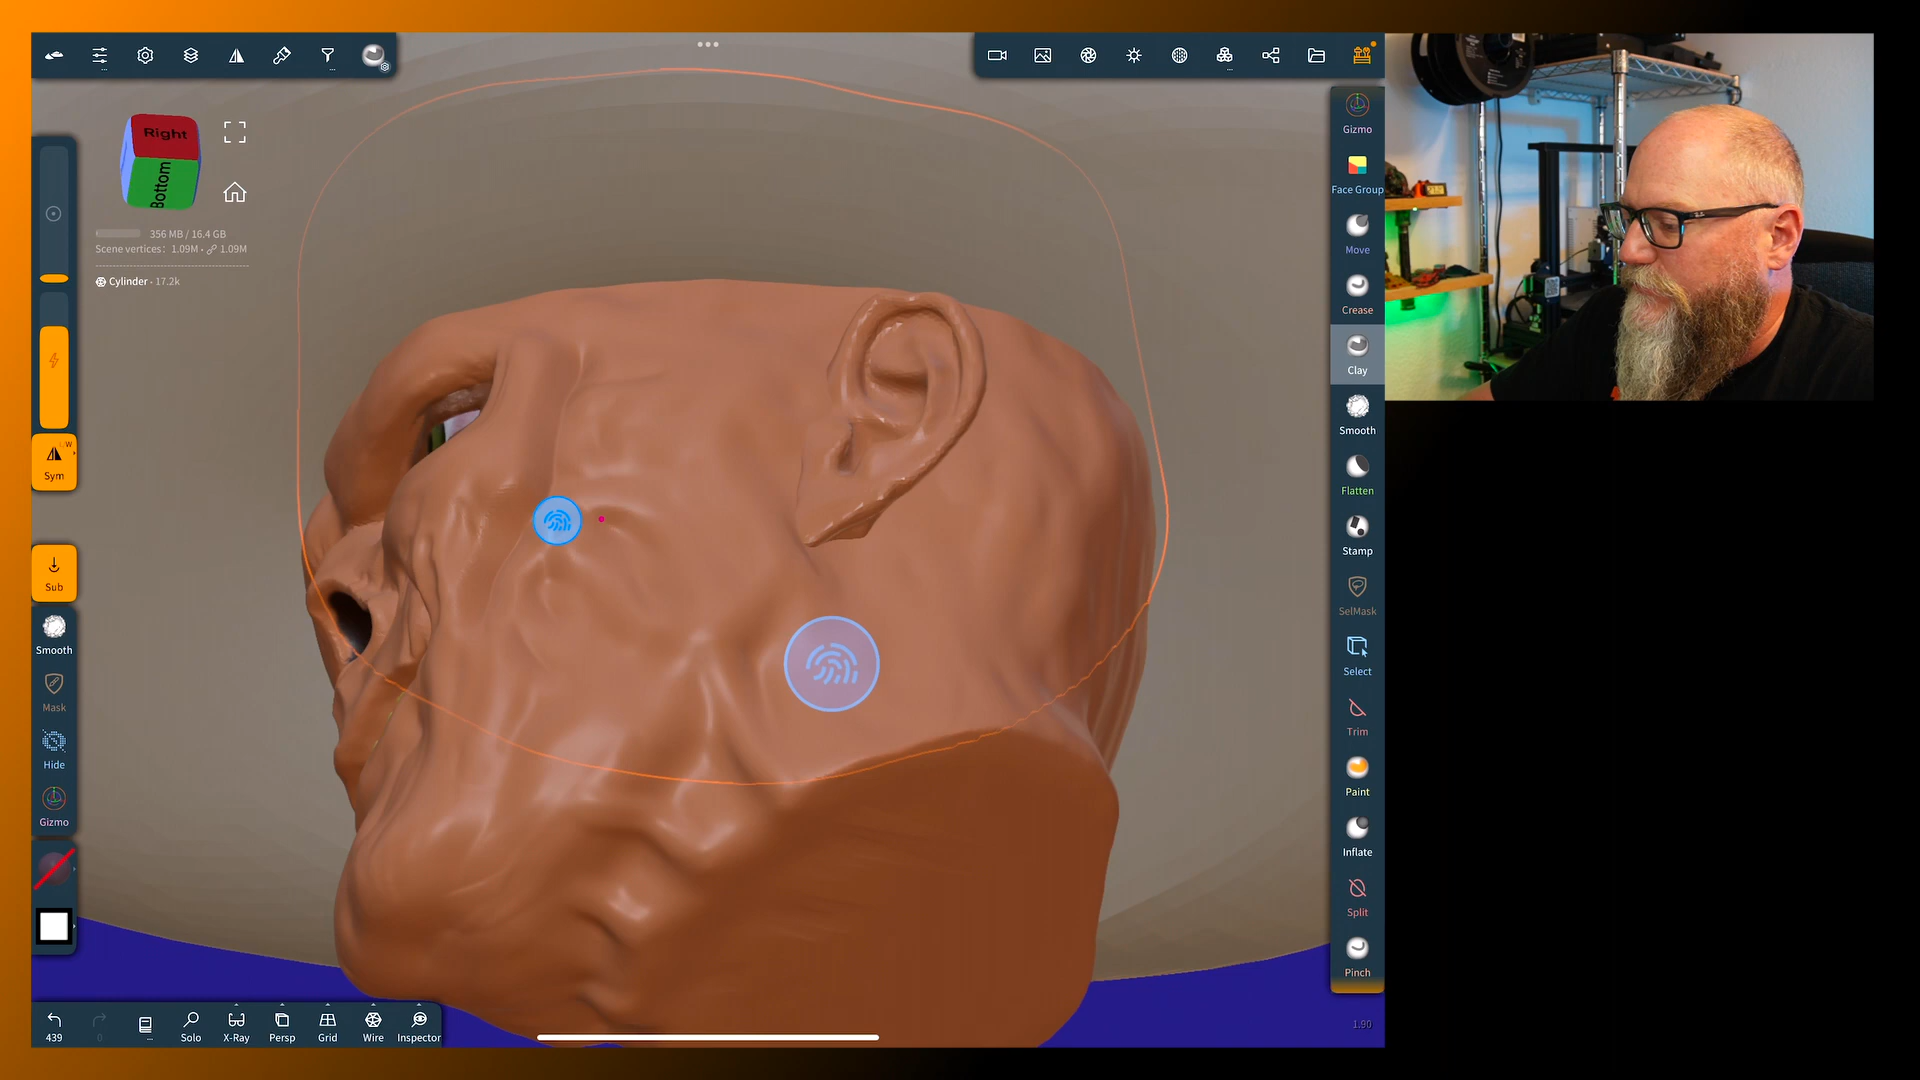 Right
Bottom
356 MB / 16.4 GB
Scene vertices: 1.09M • 1.09M
Cylinder • 17.2k
Sym
Sub
Smooth
Mask
Hide
Gizmo
439
0
Solo
X-Ray
Persp
Grid
Wire
Inspector
Gizmo
Face Group
Move
Crease
Clay
Smooth
Flatten
Stamp
SelMask
Select
Trim
Paint
Inflate
Split
Pinch
1.90